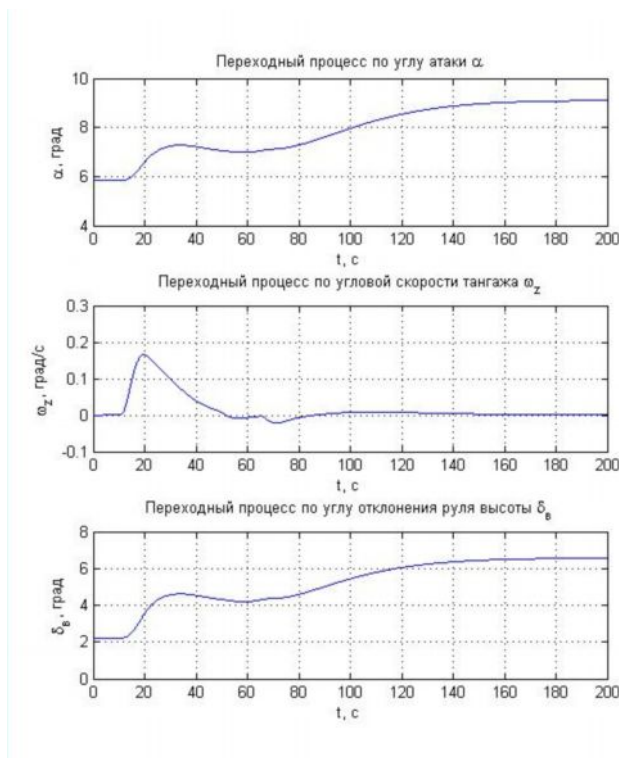 Переходный процесс по углу атаки α
10
8
6
4
α, град
0 20 40 60 80 100 120 140 160 180 200
t, с
Переходный процесс по угловой скорости тангажа ω_z
0.3
0.2
0.1
0
-0.1
ω_z, град/с
0 20 40 60 80 100 120 140 160 180 200
t, с
Переходный процесс по углу отклонения руля высоты δ_в
8
6
4
2
0
δ_в, град
0 20 40 60 80 100 120 140 160 180 200
t, с